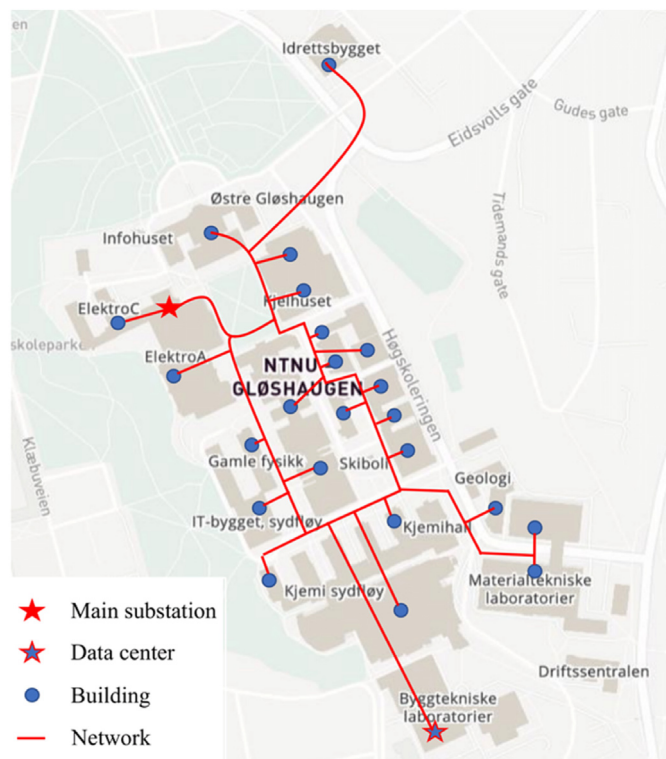 en
Idrettsbygget
Eidsvolls gate
Gudes gate
Østre Gløshaugen
Tidemands gate
Infohuset
Kjelhuset
ElektroC
skoleparken
ElektroA
Høgskoleringen
NTNU
GLØSHAUGEN
Klæbuveien
Gamle fysikk
Skiboli
Geologi
IT-bygget, sydfløy
Kjemihall
Kjemi sydfløy
Materialtekniske
laboratorier
Driftssentralen
Byggtekniske
laboratorier
Main substation
Data center
Building
Network